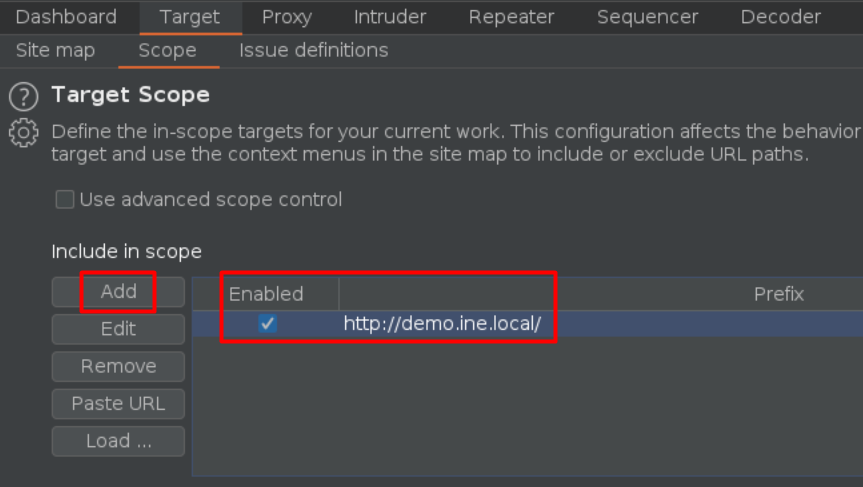 Dashboard Target Proxy Intruder Repeater Sequencer Decoder
Site map Scope Issue definitions
? Target Scope
Define the in-scope targets for your current work. This configuration affects the behavior
target and use the context menus in the site map to include or exclude URL paths.
Use advanced scope control
Include in scope
Add Enabled Prefix
Edit http://demo.ine.local/
Remove
Paste URL
Load ...